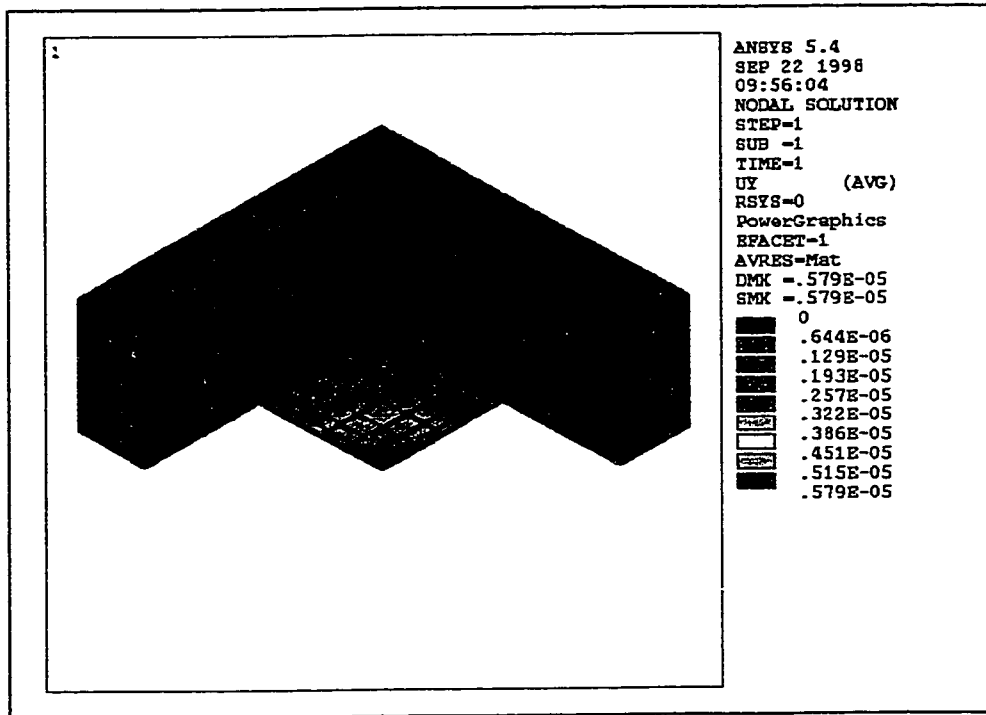 1
ANSYS 5.4
SEP 22 1998
09:56:04
NODAL SOLUTION
STEP=1
SUB =1
TIME=1
UY (AVG)
RSYS=0
PowerGraphics
EFACET=1
AVRES=Mat
DMX =.579E-05
SMX =.579E-05
0
.644E-06
.129E-05
.193E-05
.257E-05
.322E-05
.386E-05
.451E-05
.515E-05
.579E-05